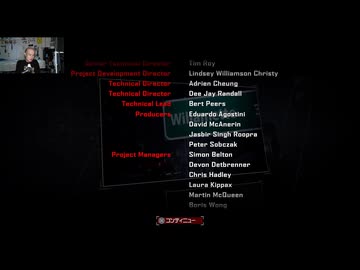 Senior Technical Director Tim Ray
Project Development Director Lindsey Williamson Christy
Technical Director Adrien Cheung
Technical Director Dee Jay Randall
Technical Lead Bert Peers
Producers Eduardo Agostini
David McAnerin
Jasbir Singh Roopra
Peter Sobczak
Project Managers Simon Belton
Devon Detbrenner
Chris Hadley
Laura Kippax
Martin McQueen
Boris Wong
コンティニュー